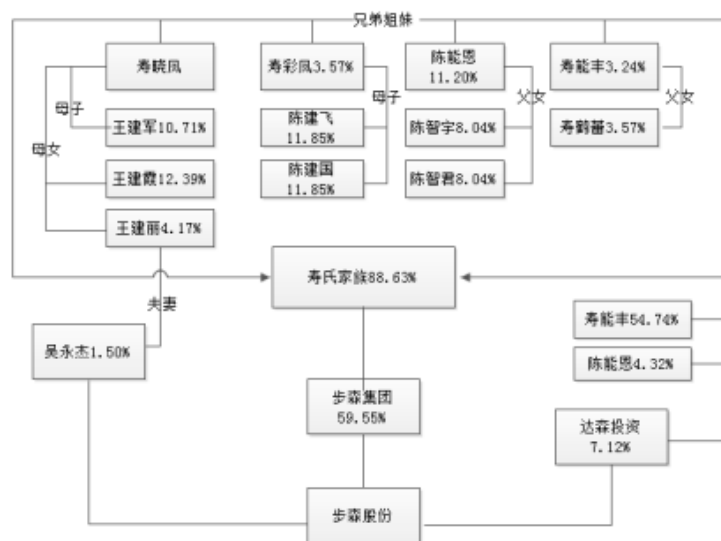 兄弟姐妹
寿晓凤
寿彩凤3.57%
陈能恩
11.20%
寿能丰3.24%
母子
母子
父女
父女
王建军10.71%
陈建飞
11.85%
陈智宇8.04%
寿鹤蕾3.57%
母女
王建霞12.39%
陈建国
11.85%
陈智君8.04%
王建丽4.17%
寿氏家族88.63%
夫妻
寿能丰54.74%
吴永杰1.50%
陈能恩4.32%
步森集团
59.55%
达森投资
7.12%
步森股份